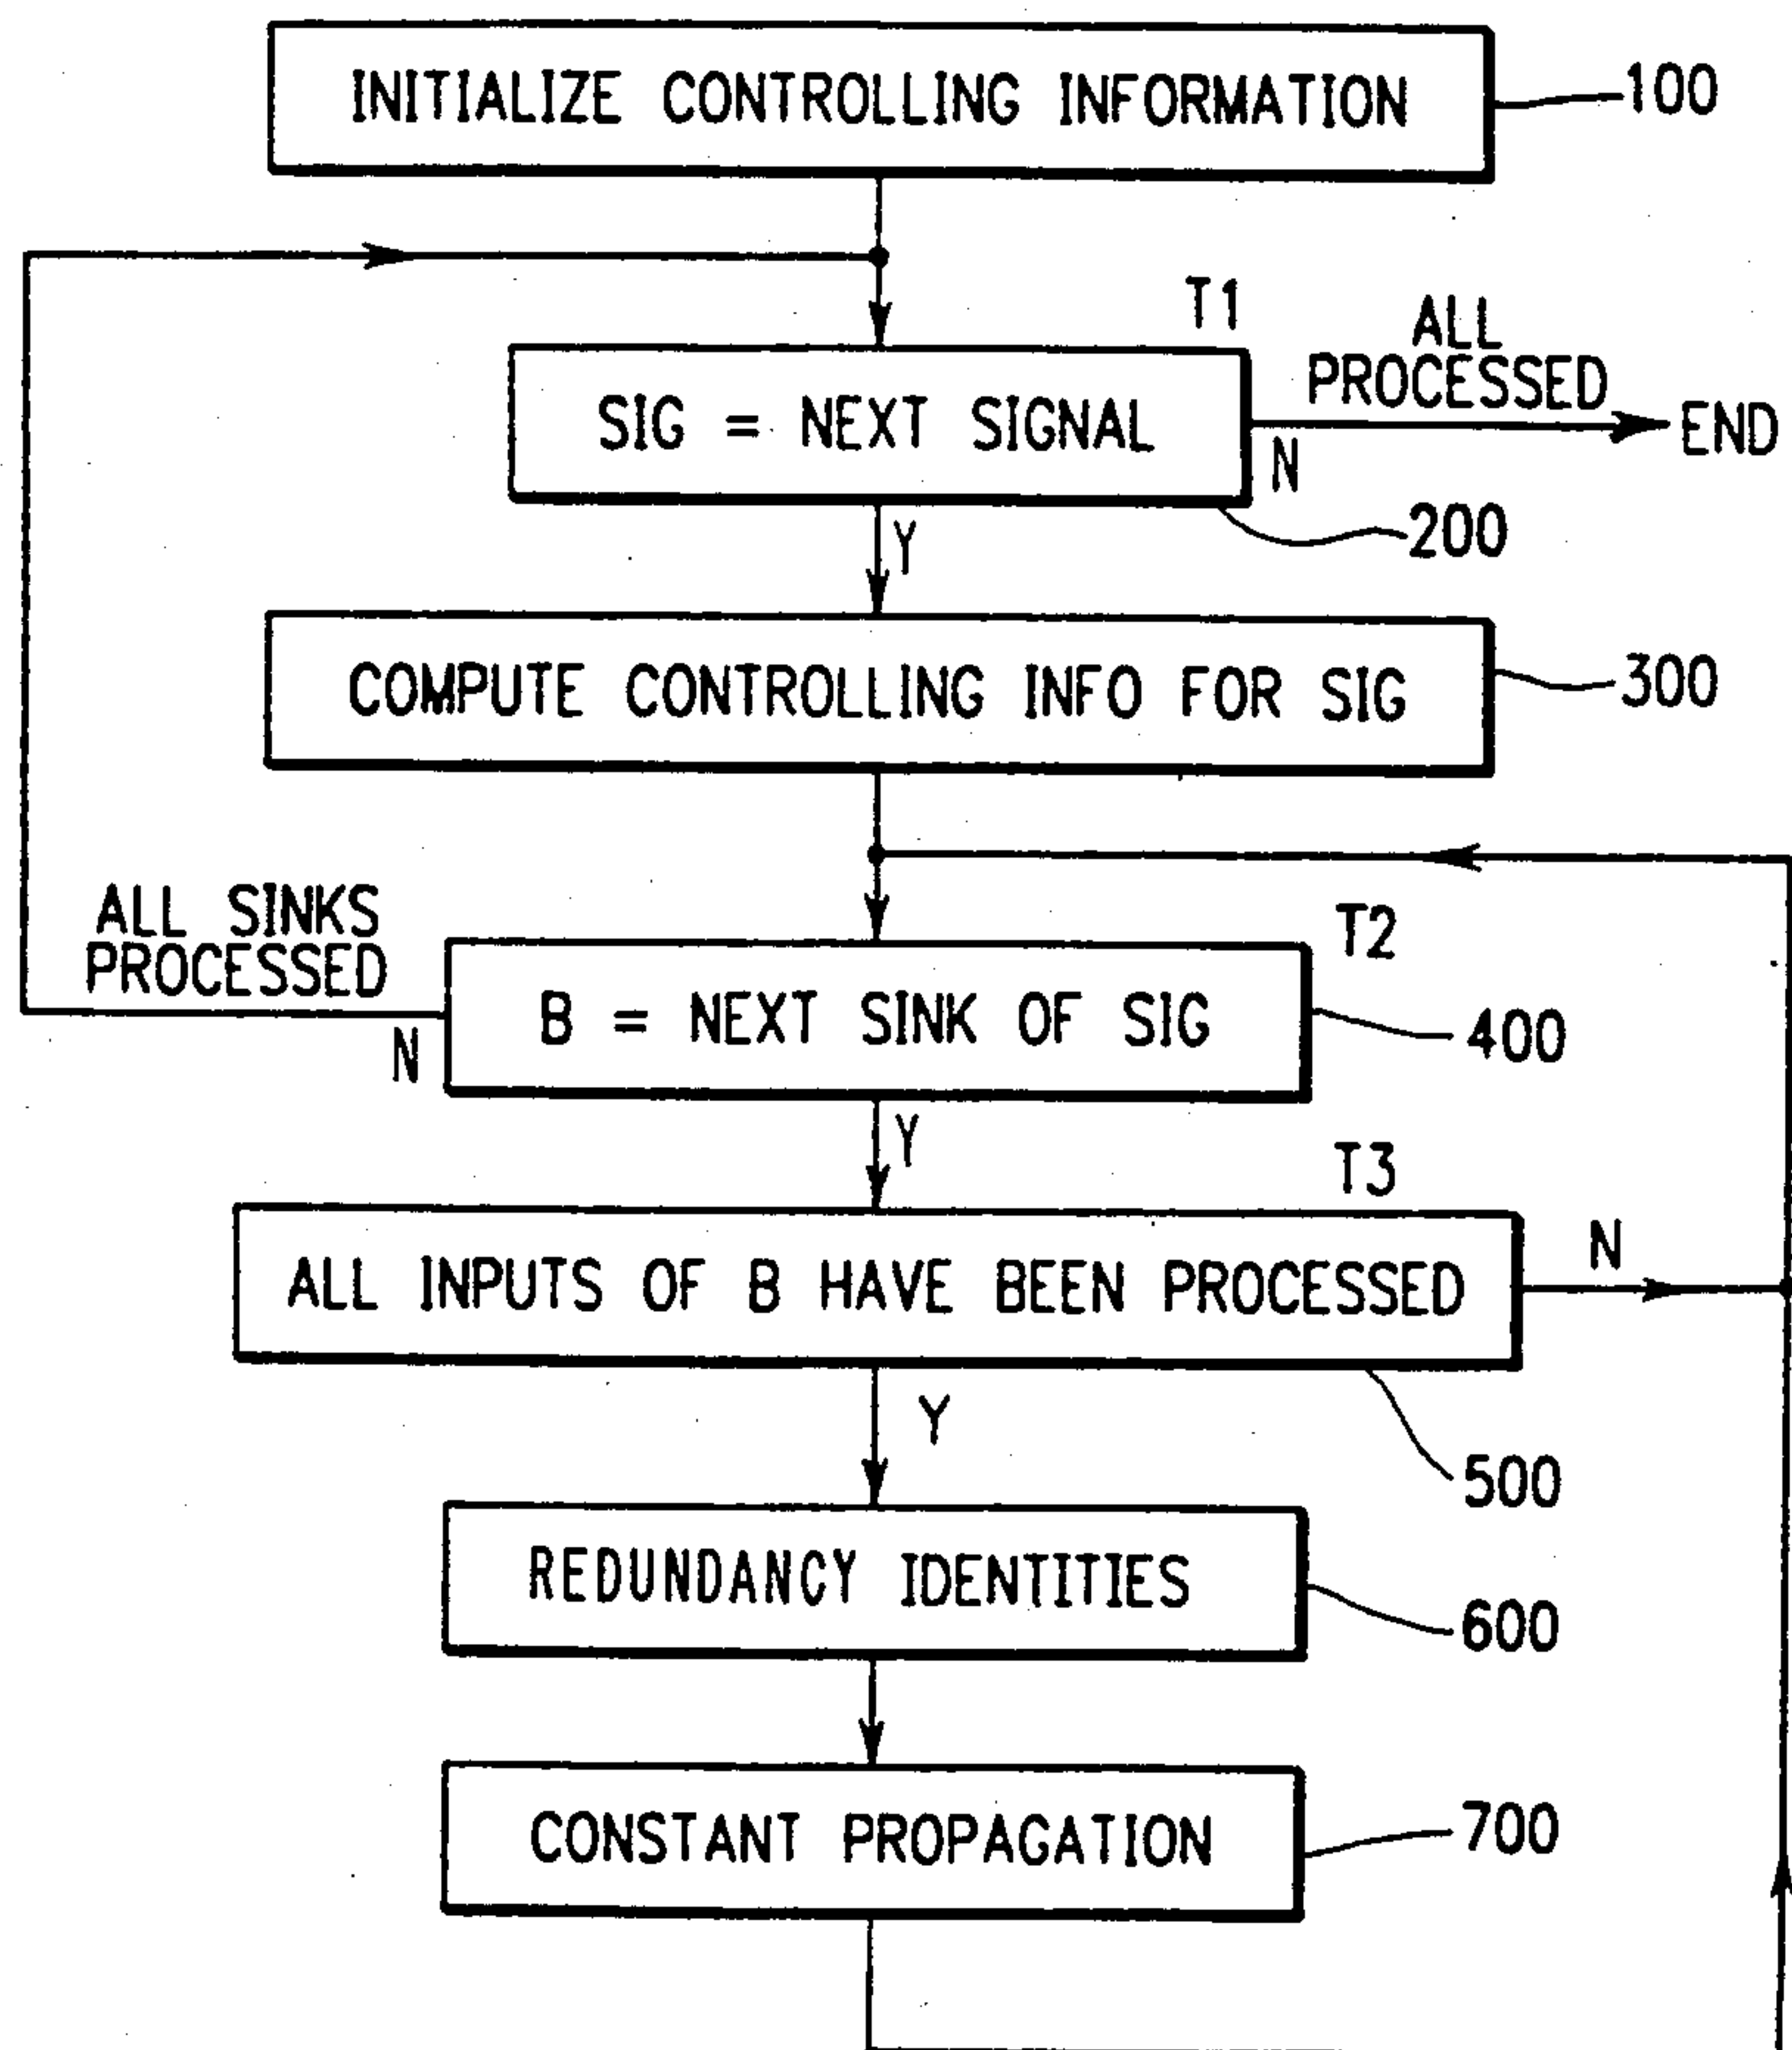 INITIALIZE CONTROLLING INFORMATION
100
T1
ALL
PROCESSED
SIG = NEXT SIGNAL
END
N
200
Y
COMPUTE CONTROLLING INFO FOR SIG
300
ALL SINKS
PROCESSED
T2
B = NEXT SINK OF SIG
400
N
Y
T3
ALL INPUTS OF B HAVE BEEN PROCESSED
N
Y
500
REDUNDANCY IDENTITIES
600
CONSTANT PROPAGATION
700